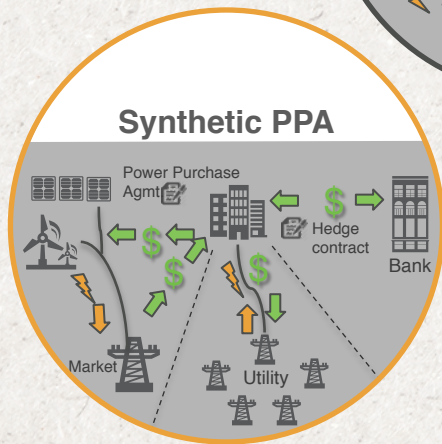 Synthetic PPA
Power Purchase
Agmt
$
$
$
$
Hedge
contract
Bank
Market
Utility